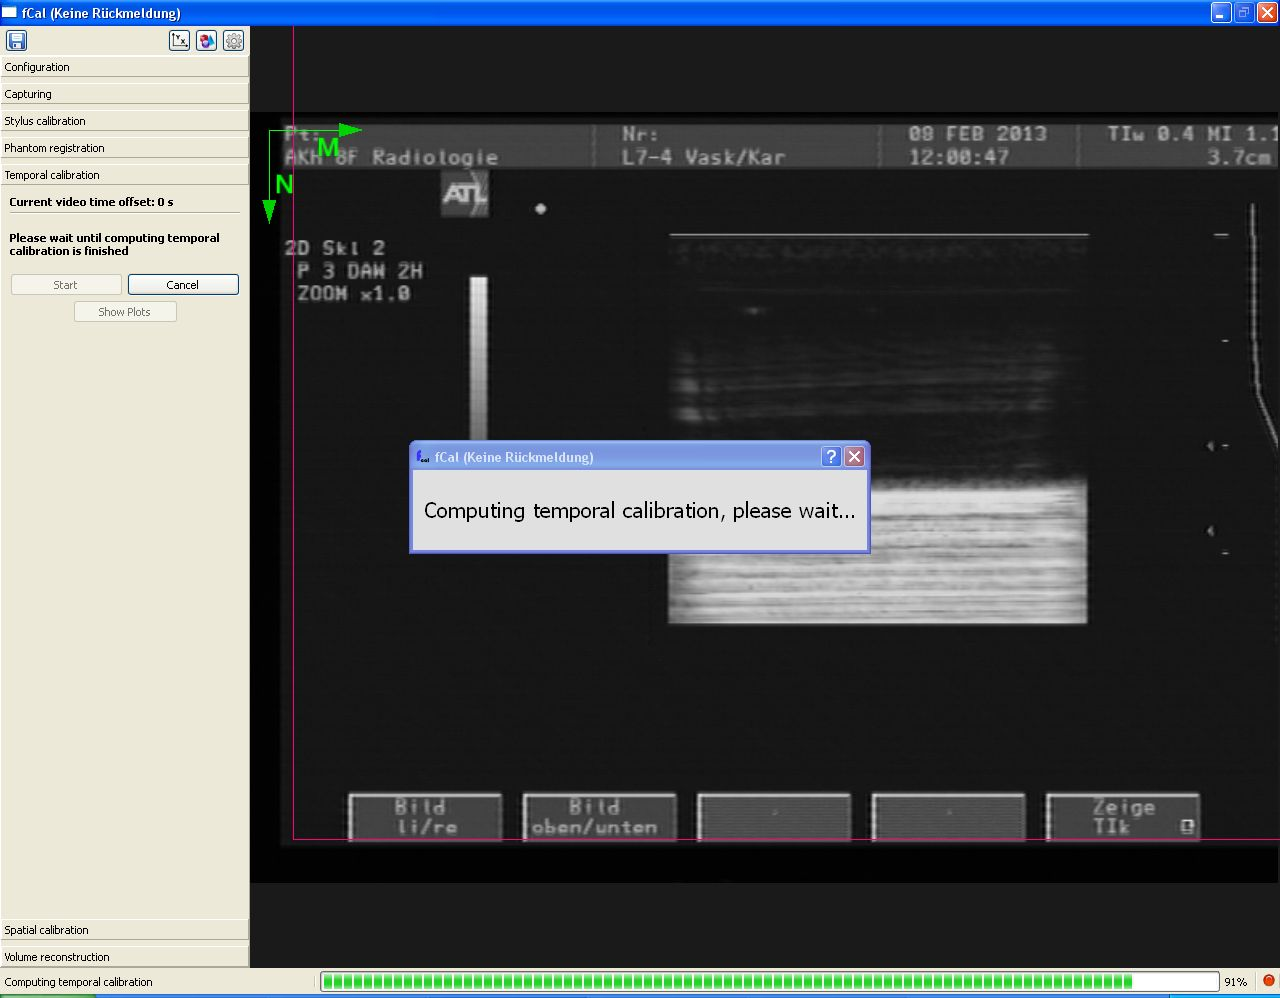 fCal (Keine Rückmeldung)
Configuration
Capturing
Stylus calibration
Phantom registration
Temporal calibration
Current video time offset: 0 s
Please wait until computing temporal
calibration is finished
Start
Cancel
Show Plots
Spatial calibration
Volume reconstruction
Computing temporal calibration
91%
M
N
Pt:
Nr:
08 FEB 2013
TIw 0.4 MI 1.1
AKH 8F Radiologie
L7-4 Vask/Kar
12:00:47
3.7cm
ATL
2D Skl 2
P 3 DAW 2H
ZOOM x1.0
fCal (Keine Rückmeldung)
Computing temporal calibration, please wait...
Bild
li/re
Bild
oben/unten
Zeige
TIk